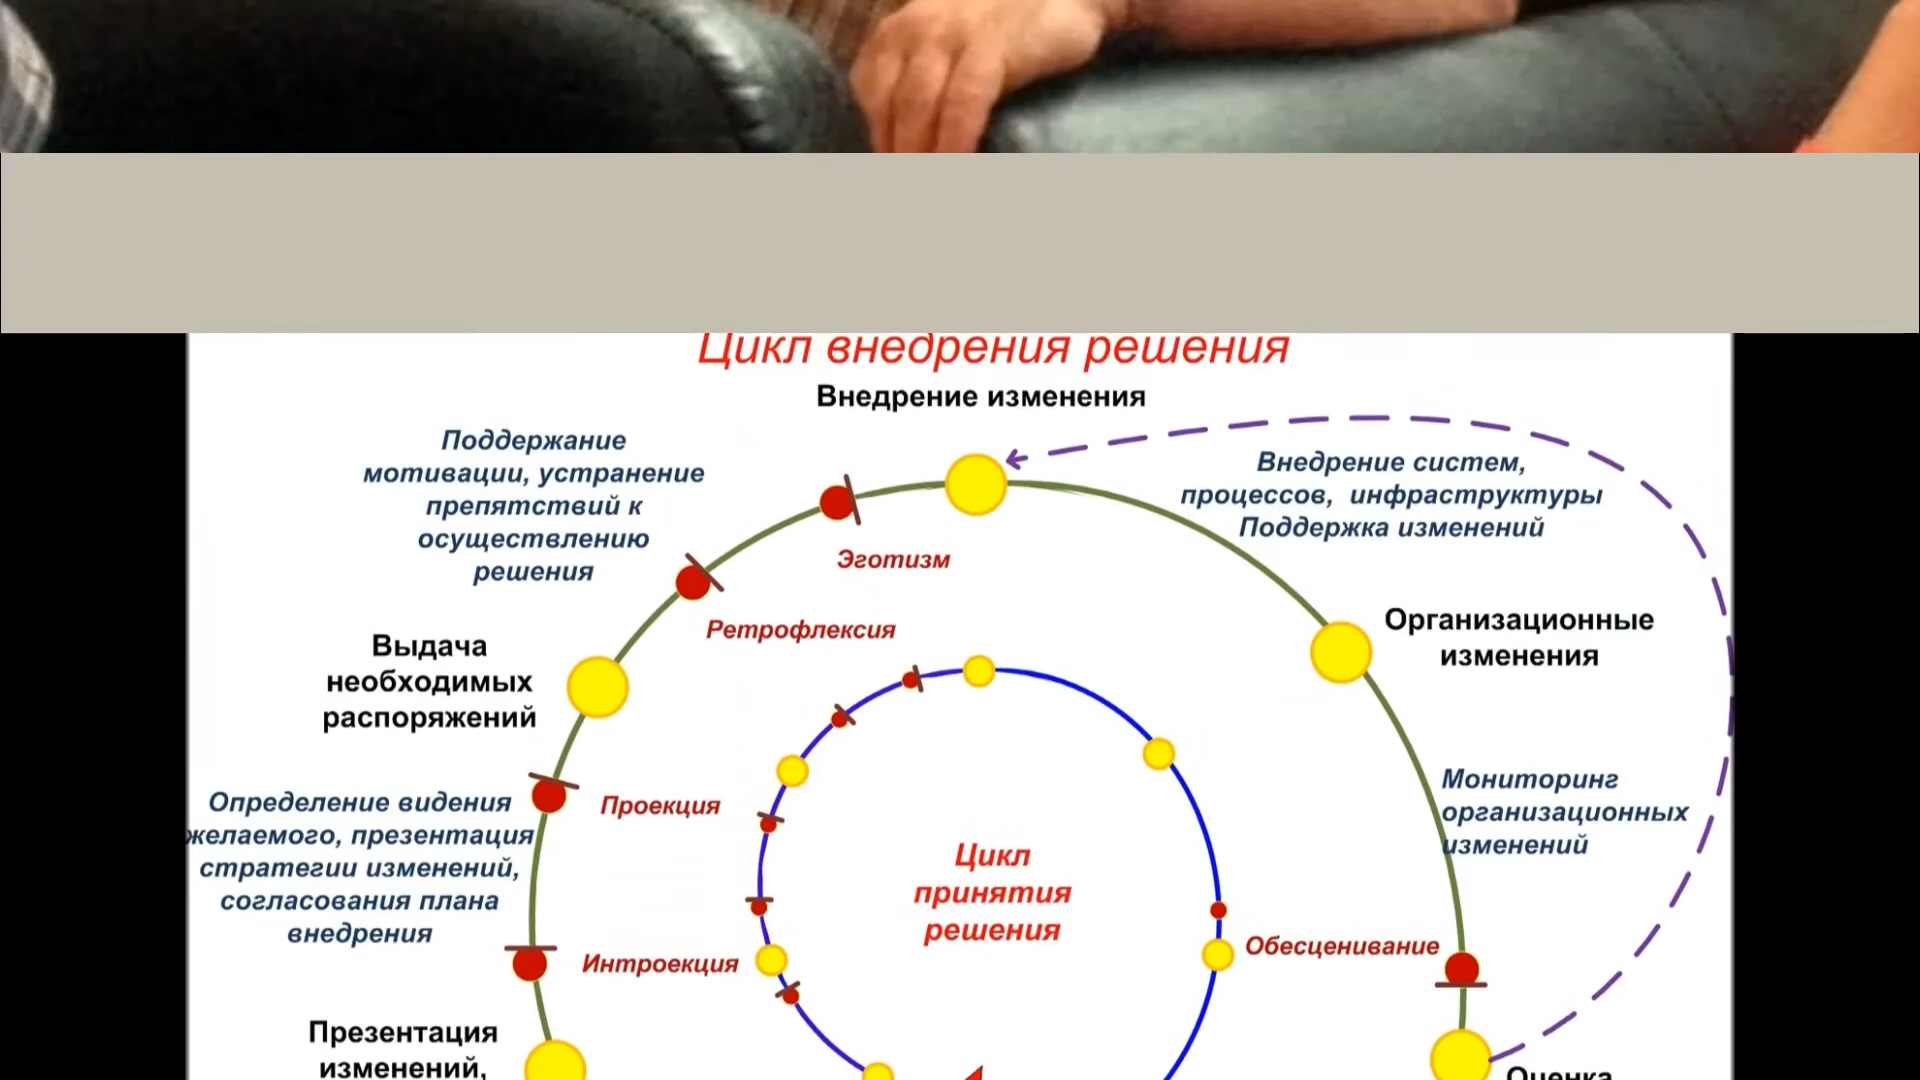 Цикл внедрения решения
Внедрение изменения
Поддержание
мотивации, устранение
препятствий к
осуществлению
решения
Внедрение систем,
процессов, инфраструктуры
Поддержка изменений
Эготизм
Ретрофлексия
Организационные
изменения
Выдача
необходимых
распоряжений
Определение видения
желаемого, презентация
стратегии изменений,
согласования плана
внедрения
Проекция
Мониторинг
организационных
изменений
Цикл
принятия
решения
Интроекция
Обесценивание
Презентация
изменений,
Оценка